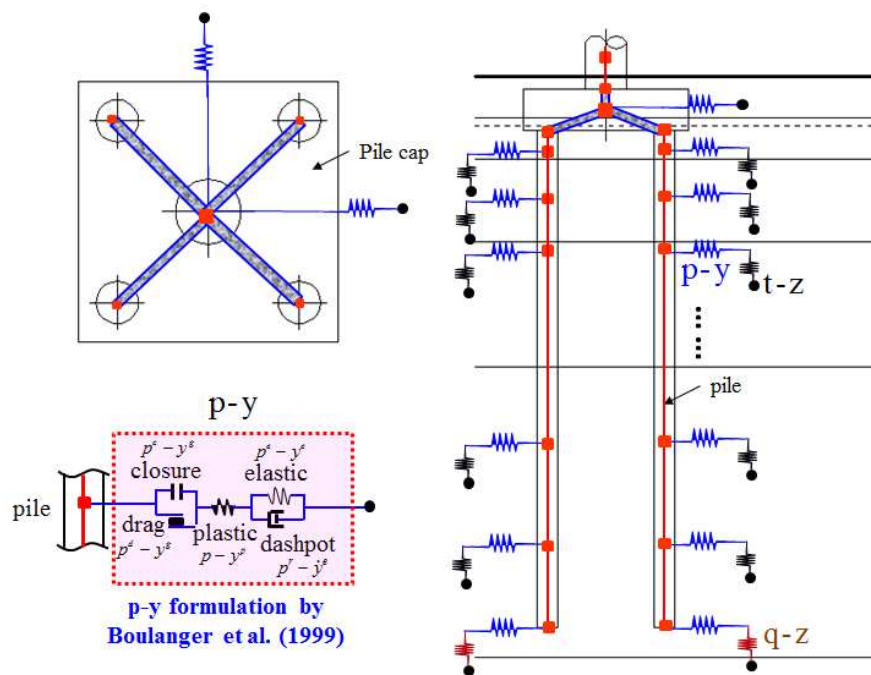 Pile cap
p-y
t-z
pile
q-z
p-y
p^c - y^g
closure
p^e - y^e
elastic
pile
drag
p^d - y^g
plastic
p - y^p
dashpot
p-y formulation by
Boulanger et al. (1999)